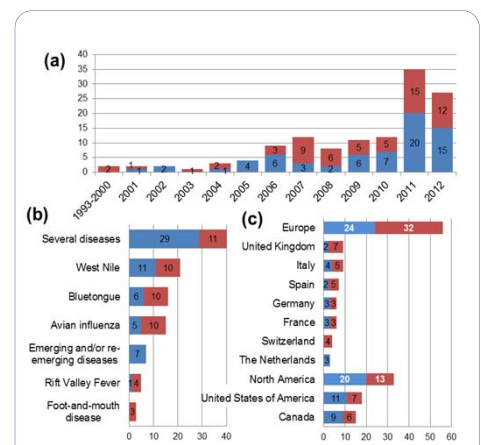 (a)
40
35
30
25
20
15
10
5
0
2
1
1
2
1
2
1
4
3
6
9
3
6
2
5
6
5
7
15
20
12
15
1993-2000
2001
2002
2003
2004
2005
2006
2007
2008
2009
2010
2011
2012
(b)
Several diseases 29 11
West Nile 11 10
Bluetongue 6 10
Avian influenza 5 10
Emerging and/or re-
emerging diseases 7
Rift Valley Fever 1 4
Foot-and-mouth
disease 3
0 10 20 30 40
(c)
Europe 24 32
United Kingdom 2 7
Italy 4 5
Spain 2 5
Germany 3 3
France 3 3
Switzerland 4
The Netherlands 3
North America 20 13
United States of America 11 7
Canada 9 6
0 10 20 30 40 50 60